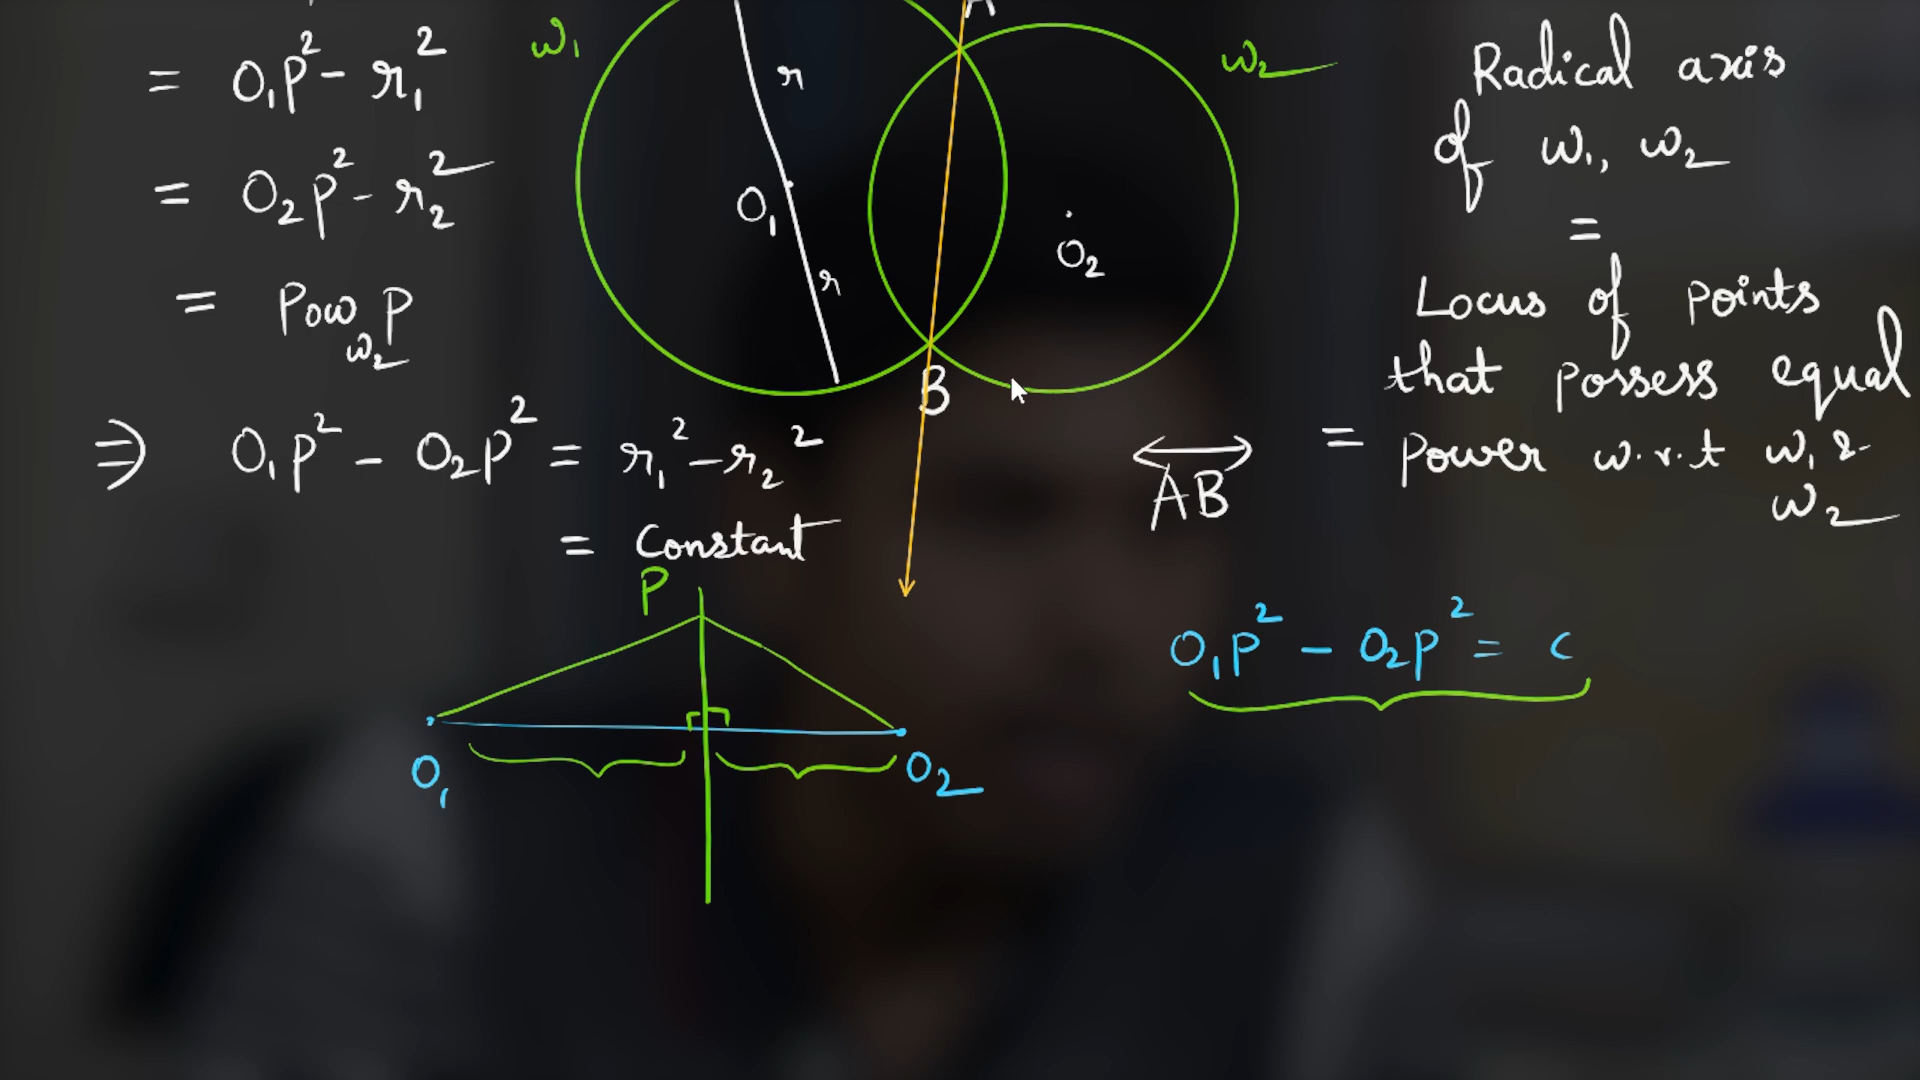 = O₁P² - r₁²
= O₂P² - r₂²
= Pow_ω₂ P
⇒ O₁P² - O₂P² = r₁² - r₂²
= Constant
ω₁
r
A
ω₂
O₁
r
O₂
B
Radical axis
of ω₁, ω₂
=
Locus of points
that possess equal
AB = power w.r.t ω₁ &
ω₂
P
O₁
O₂
O₁P² - O₂P² = c